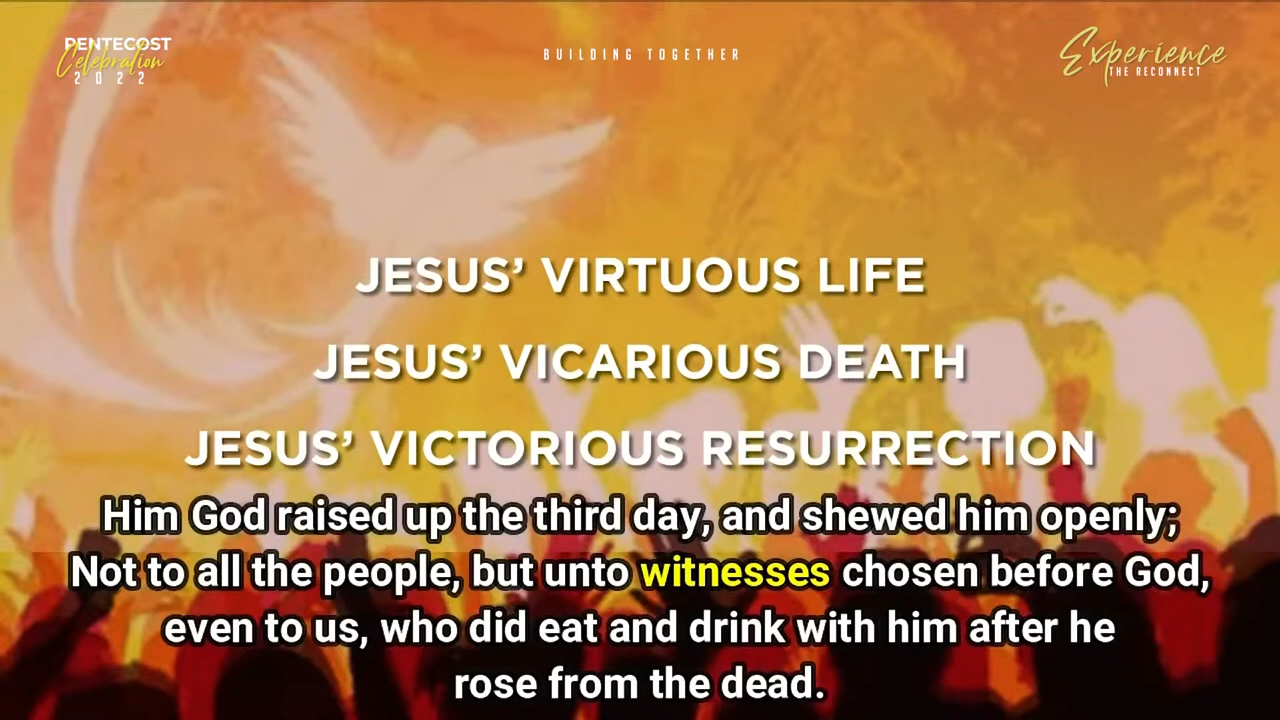 PENTECOST
Celebration
2022
BUILDING TOGETHER
Experience
THE RECONNECT
JESUS’ VIRTUOUS LIFE
JESUS’ VICARIOUS DEATH
JESUS’ VICTORIOUS RESURRECTION
Him God raised up the third day, and shewed him openly;
Not to all the people, but unto witnesses chosen before God,
even to us, who did eat and drink with him after he
rose from the dead.